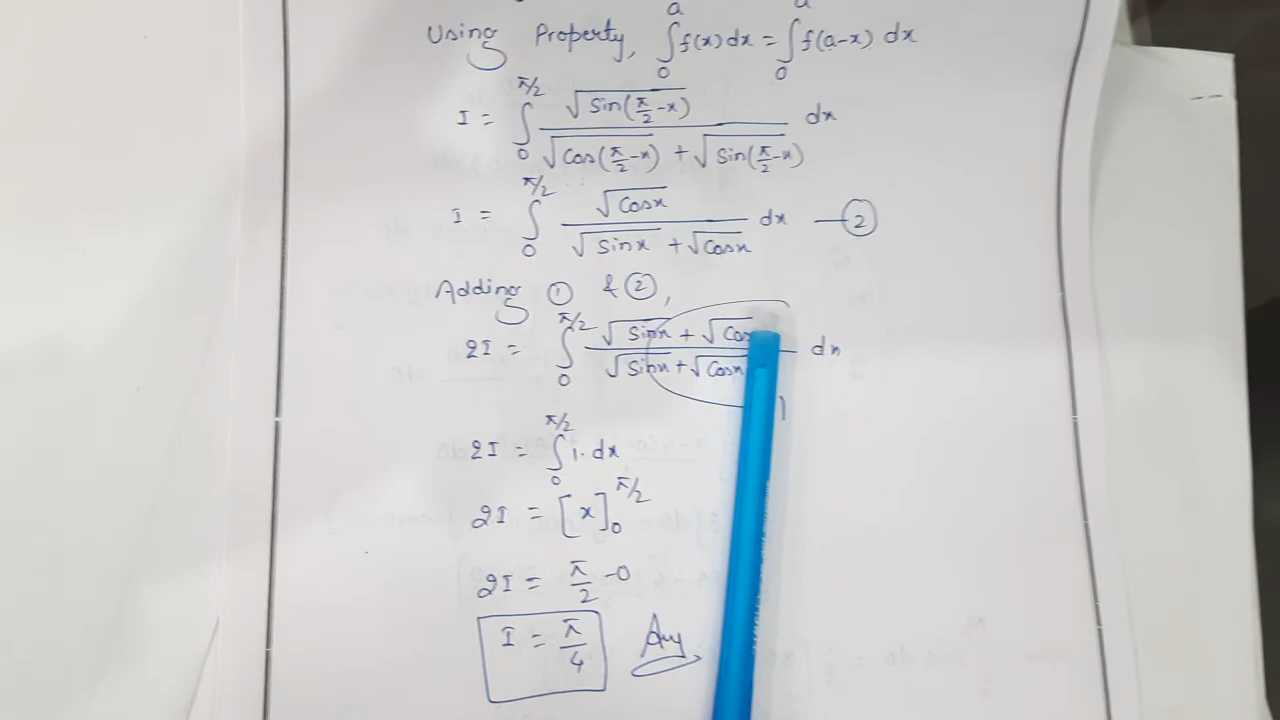 Using Property, ∫₀ᵃ f(x) dx = ∫₀ᵃ f(a-x) dx
I = ∫₀^π/2 √Sin(π/2-x) / √Cos(π/2-x) + √Sin(π/2-x) dx
I = ∫₀^π/2 √Cosx / √Sinx + √Cosx dx — ②
Adding ① & ②,
2I = ∫₀^π/2 √Sinx + √Cos / √Sinx + √Cosx dx
2I = ∫₀^π/2 1. dx
2I = [x]₀^π/2
2I = π/2 - 0
I = π/4 Ans